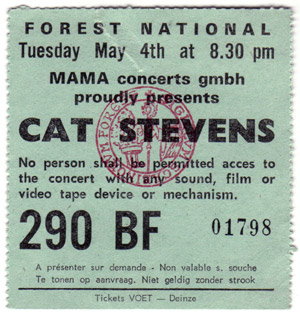 FOREST NATIONAL
Tuesday May 4th at 8.30 pm
MAMA concerts gmbh
proudly presents
CAT STEVENS
No person shall be permitted acces to
the concert with any sound, film or
video tape device or mechanism.
290 BF 01798
A présenter sur demande - Non valable s. souche
Te tonen op aanvraag. Niet geldig zonder strook
Tickets VOET — Deinze